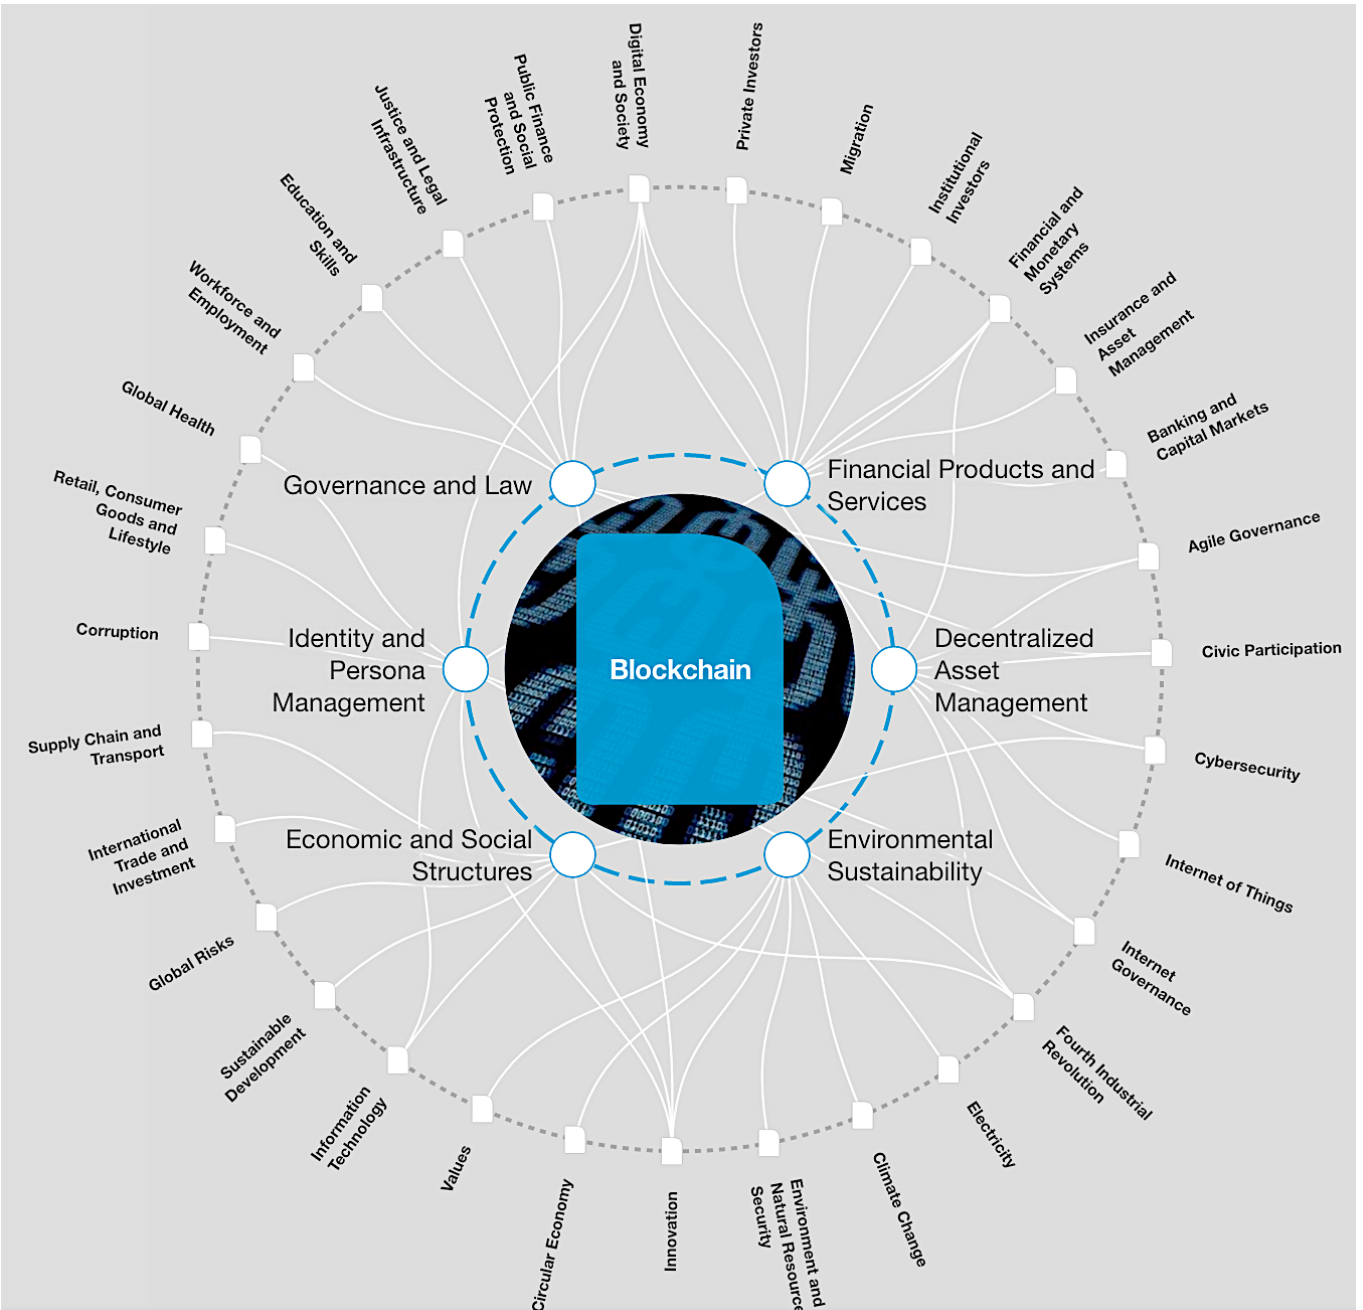 Digital Economy
and Society
Private Investors
Migration
Institutional
Investors
Financial and
Monetary
Systems
Insurance and
Asset
Management
Banking and
Capital Markets
Agile Governance
Civic Participation
Cybersecurity
Internet of Things
Internet
Governance
Fourth Industrial
Revolution
Electricity
Climate Change
Environment and
Natural Resource
Security
Innovation
Circular Economy
Values
Information
Technology
Sustainable
Development
Global Risks
International
Trade and
Investment
Supply Chain and
Transport
Corruption
Retail, Consumer
Goods and
Lifestyle
Global Health
Workforce and
Employment
Education and
Skills
Justice and Legal
Infrastructure
Public Finance
and Social
Protection
Governance and Law
Financial Products and
Services
Identity and
Persona
Management
Blockchain
Decentralized
Asset
Management
Economic and Social
Structures
Environmental
Sustainability